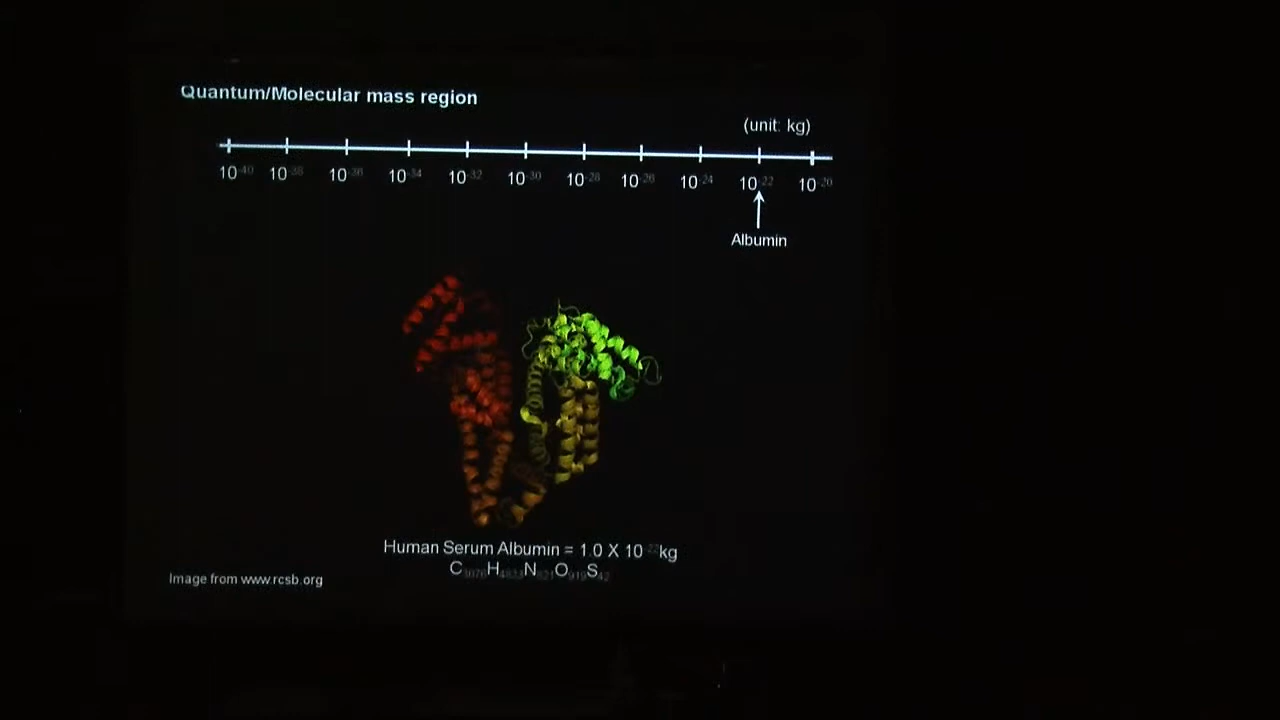 Quantum/Molecular mass region
(unit: kg)
10-40 10-38 10-36 10-34 10-32 10-30 10-28 10-26 10-24 10-22 10-20
Albumin
Human Serum Albumin = 1.0 X 10-22kg
C H N O S
Image from www.rcsb.org